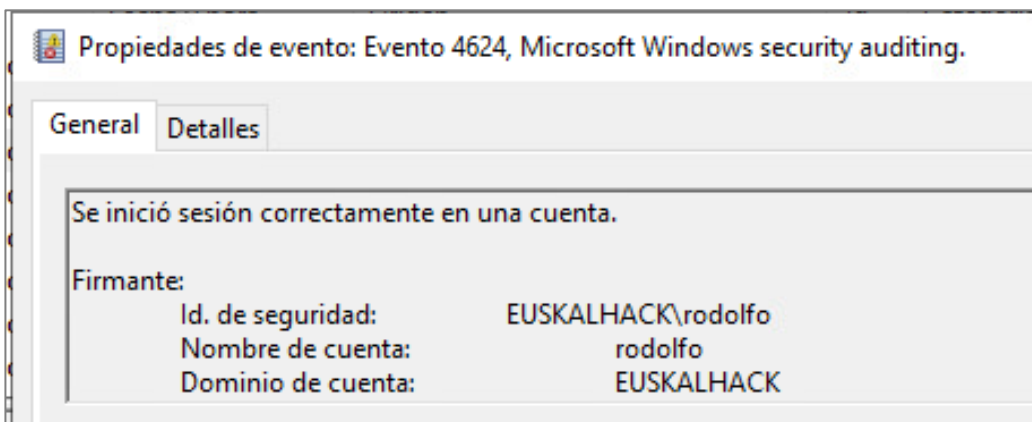 Propiedades de evento: Evento 4624, Microsoft Windows security auditing.
General Detalles
Se inició sesión correctamente en una cuenta.
Firmante:
Id. de seguridad: EUSKALHACK\rodolfo
Nombre de cuenta: rodolfo
Dominio de cuenta: EUSKALHACK